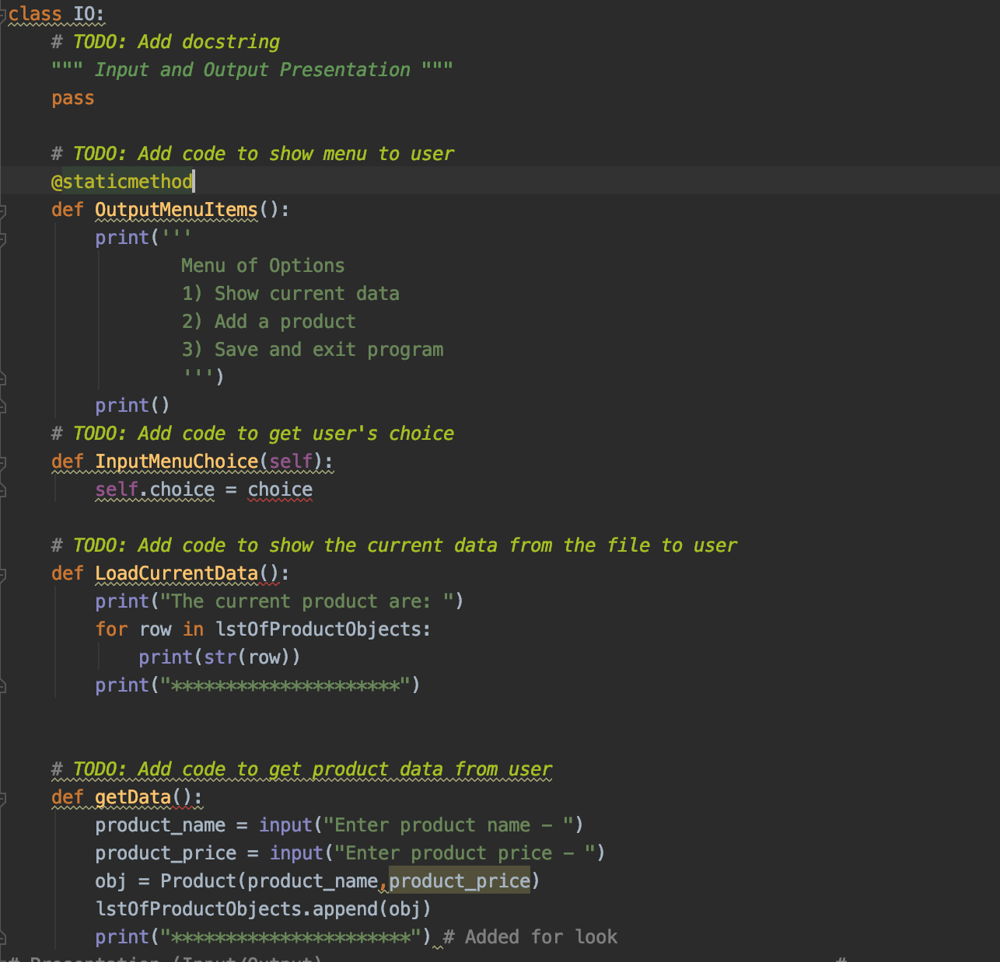 class IO:
    # TODO: Add docstring
    """ Input and Output Presentation """
    pass

    # TODO: Add code to show menu to user
    @staticmethod
    def OutputMenuItems():
        print('''
                Menu of Options
                1) Show current data
                2) Add a product
                3) Save and exit program
                ''')
        print()
    # TODO: Add code to get user's choice
    def InputMenuChoice(self):
        self.choice = choice

    # TODO: Add code to show the current data from the file to user
    def LoadCurrentData():
        print("The current product are: ")
        for row in lstOfProductObjects:
            print(str(row))
        print("*********************")

    # TODO: Add code to get product data from user
    def getData():
        product_name = input("Enter product name - ")
        product_price = input("Enter product price - ")
        obj = Product(product_name,product_price)
        lstOfProductObjects.append(obj)
        print("**********************") # Added for look
# Presentation (Input/Output) #